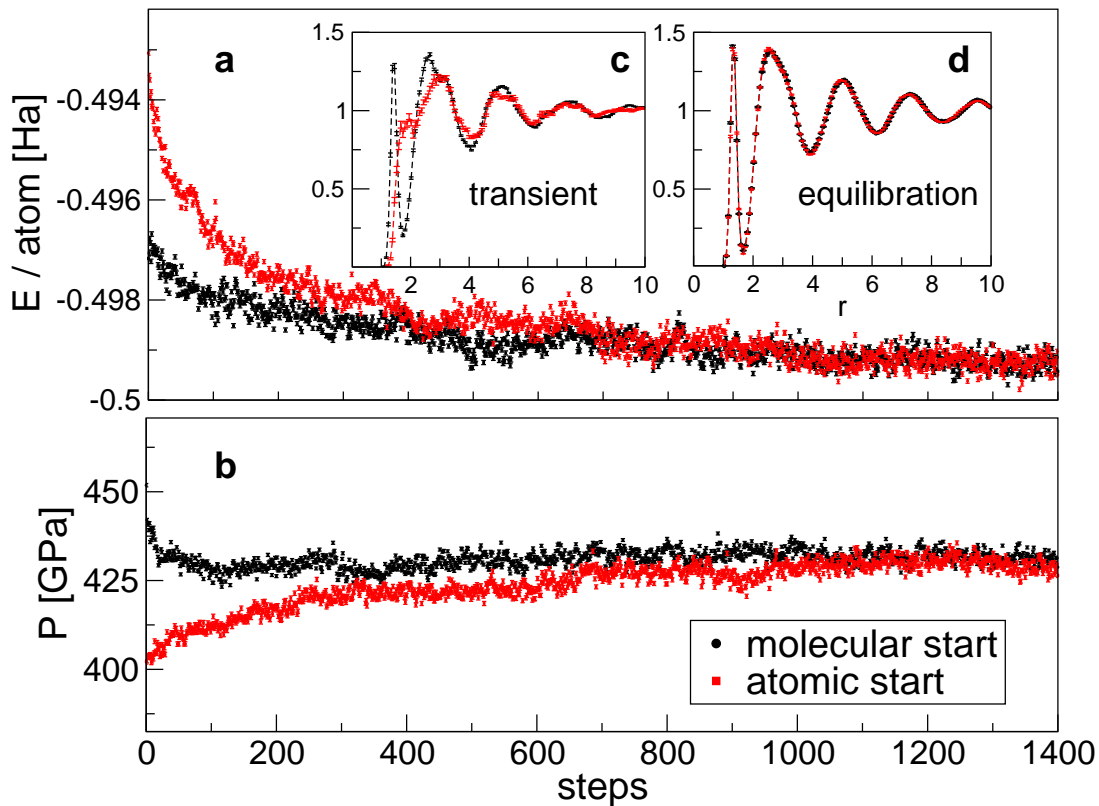 a
c
d
1.5
1
0.5
transient
2
4
6
8
10
1.5
1
0.5
equilibration
0
2
4
6
8
10
r
E / atom [Ha]
-0.494
-0.496
-0.498
-0.5
b
P [GPa]
450
425
400
molecular start
atomic start
0
200
400
600
800
1000
1200
1400
steps